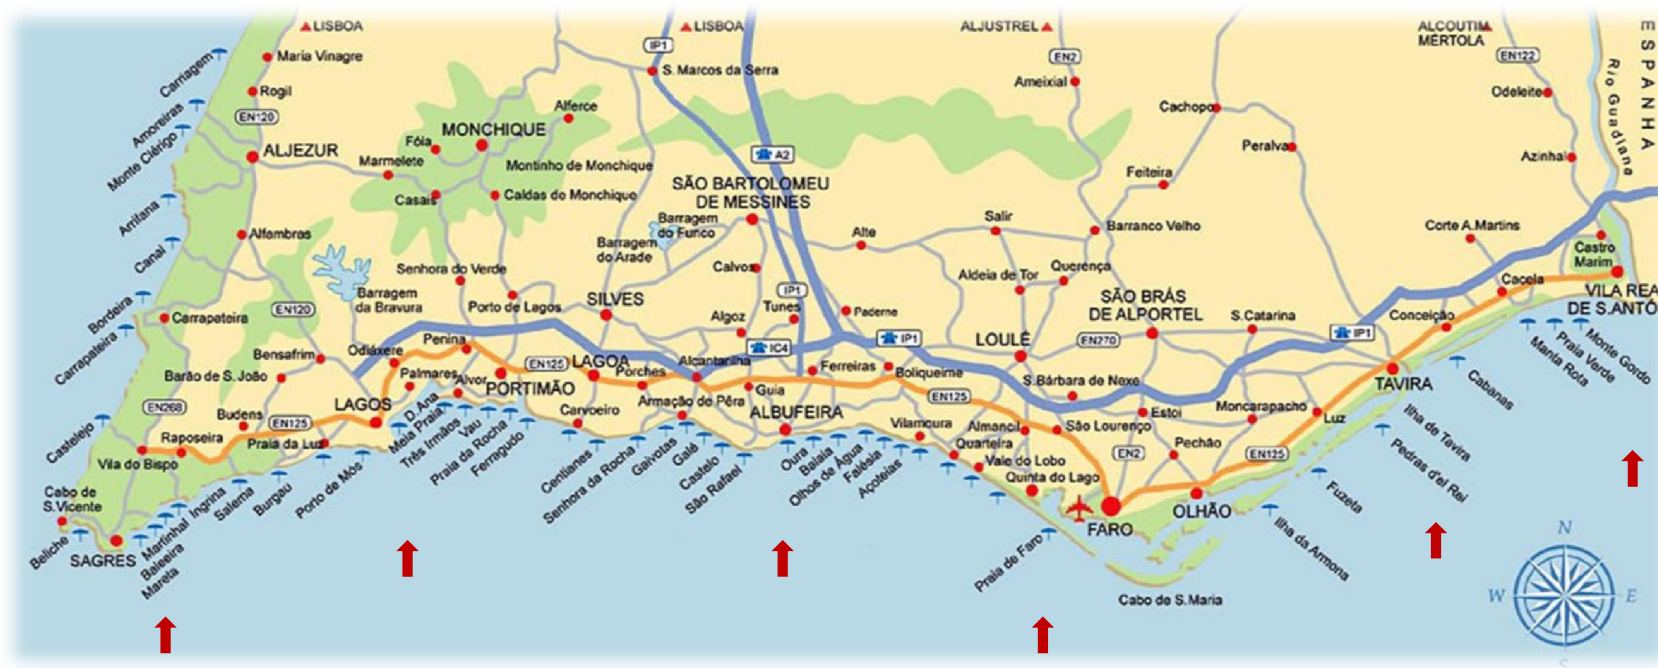 LISBOA
LISBOA
ALJUSTREL
ALCOUTIM
MÉRTOLA
ESPANHA
Rio Guadiana
IP1
EN2
EN122
Carriagem
Maria Vinagre
S. Marcos da Serra
Ameixial
Rogil
Odeleite
Amoreiras
EN120
Alferce
Cachopo
Monte Clérigo
ALJEZUR
Fóia
MONCHIQUE
A2
Peralva
Azinhal
Marmelete
Montinho de Monchique
Feiteira
Arrifana
Casais
Caldas de Monchique
SÃO BARTOLOMEU
DE MESSINES
Barragem
do Funco
Salir
Barranco Velho
Corte A.Martins
Canal
Alfambras
Barragem
do Arade
Alte
Castro
Marim
Senhora do Verde
Calvos
Aldeia de Tor
Querença
Cacela
Bordeira
Carrapateira
EN120
Barragem
da Bravura
Porto de Lagos
SILVES
IP1
Tunes
Paderne
SÃO BRÁS
DE ALPORTEL
S.Catarina
Conceição
VILA REA
DE S.ANTÓ
Carrapateira
Bensafrim
Odiáxere
Penina
Algoz
IC4
IP1
LOULÉ
EN270
IP1
Monte Gordo
Praia Verde
Manta Rota
Barão de S. João
Palmares
Alvor
EN125
PORTIMÃO
LAGOA
Porches
Alcantarilha
Guia
Ferreiras
Boliqueime
S.Bárbara de Nexe
TAVIRA
Cabanas
EN268
Budens
EN125
LAGOS
D.Ana
Meia Praia
Três Irmãos
Vau
Praia da Rocha
Ferragudo
Carvoeiro
Armação de Pêra
ALBUFEIRA
EN125
Estoi
Moncarapacho
Luz
Ilha de Tavira
Castelejo
Raposeira
Praia da Luz
Vilamoura
Almancil
São Lourenço
Pechão
Vila do Bispo
Quarteira
EN2
EN125
Pedras d'el Rei
Cabo de
S.Vicente
Ingrina
Salema
Burgau
Porto de Mós
Centianes
Senhora da Rocha
Gaivotas
Galé
Castelo
São Rafael
Oura
Balaia
Olhos de Água
Falésia
Açoteias
Vale do Lobo
Quinta do Lago
Fuzeta
Beliche
SAGRES
Martinhal
Baleeira
Mareta
Praia de Faro
FARO
OLHÃO
Ilha da Armona
Cabo de S.Maria
N
W
E
S